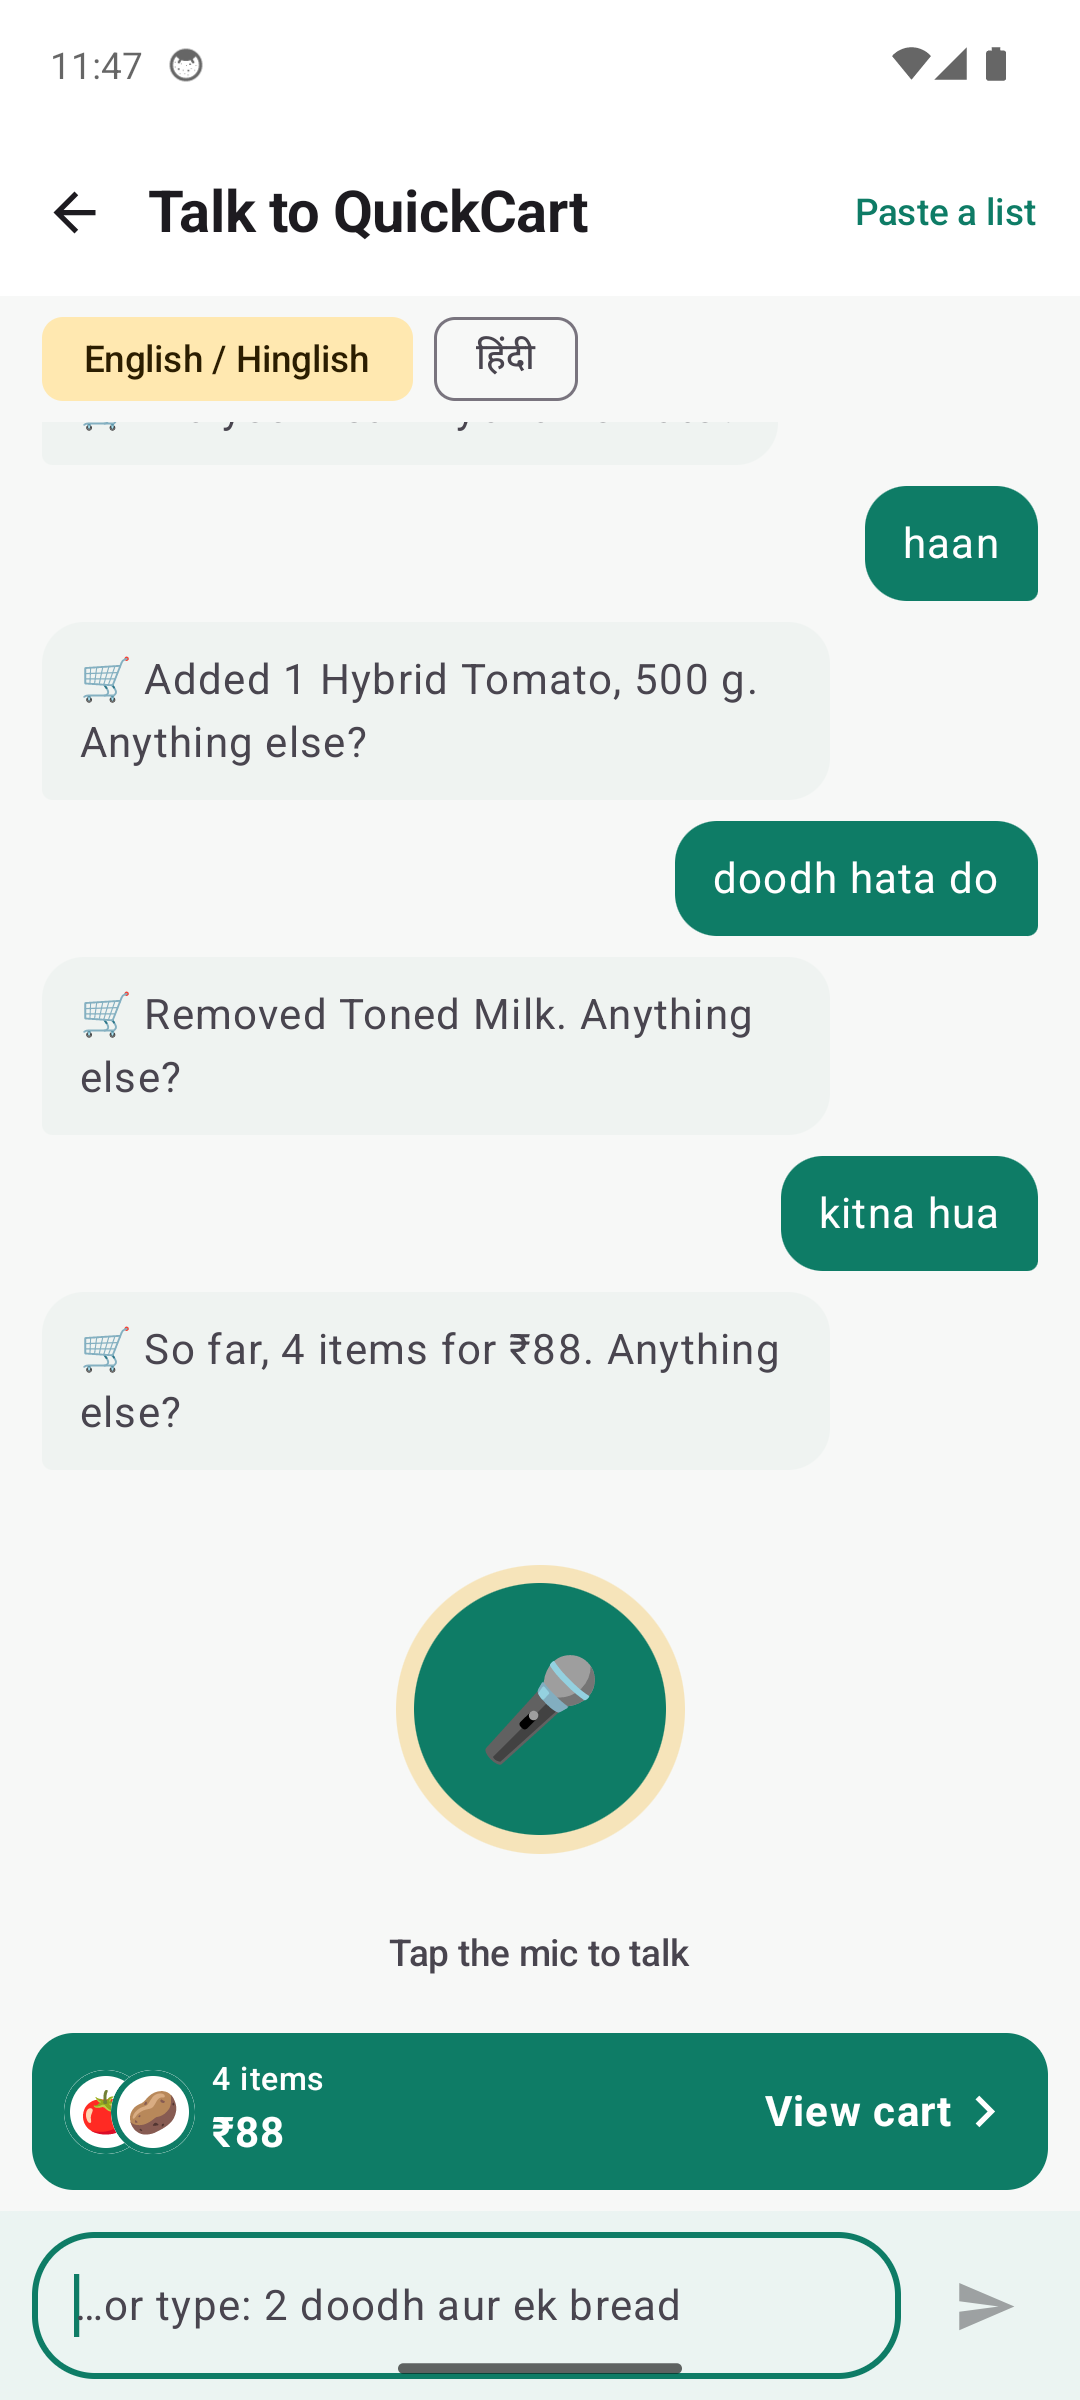 11:47
Talk to QuickCart
Paste a list
English / Hinglish
हिंदी
haan
Added 1 Hybrid Tomato, 500 g.
Anything else?
doodh hata do
Removed Toned Milk. Anything
else?
kitna hua
So far, 4 items for ₹88. Anything
else?
Tap the mic to talk
4 items
₹88
View cart
...or type: 2 doodh aur ek bread